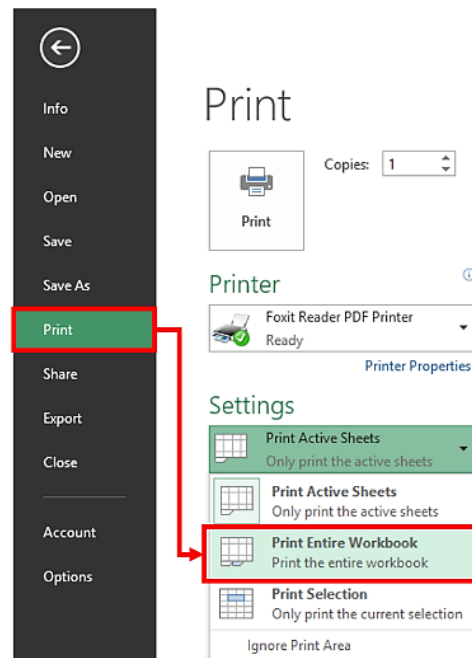 Info
New
Open
Save
Save As
Print
Share
Export
Close
Account
Options
Print
Copies: 1
Print
Printer
Foxit Reader PDF Printer
Ready
Printer Properties
Settings
Print Active Sheets
Only print the active sheets
Print Active Sheets
Only print the active sheets
Print Entire Workbook
Print the entire workbook
Print Selection
Only print the current selection
Ignore Print Area